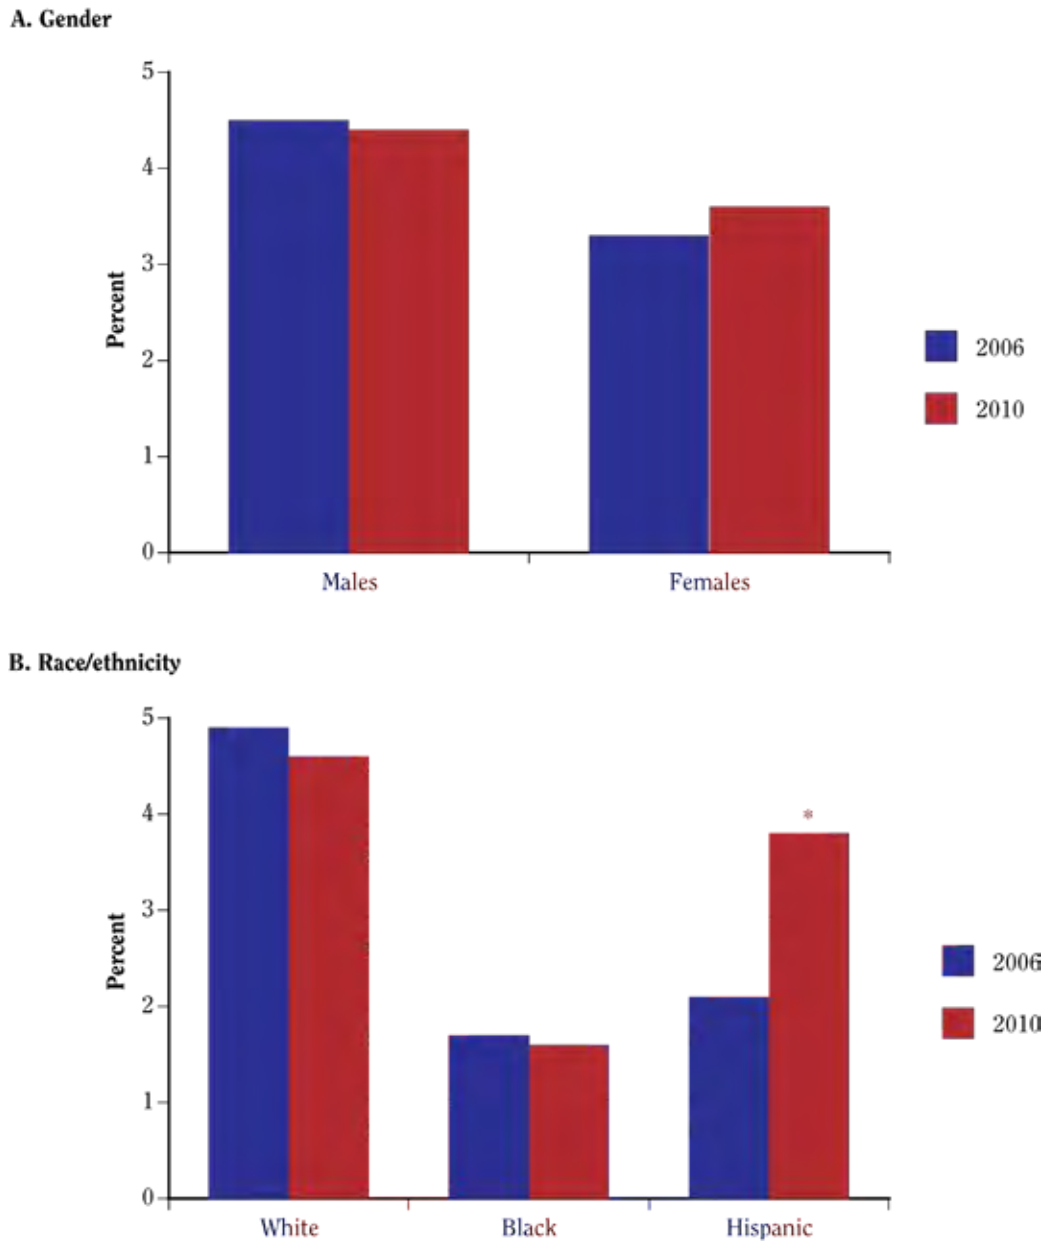 A. Gender
5
4
3
2
1
0
Percent
Males
Females
2006
2010
B. Race/ethnicity
5
4
3
2
1
0
Percent
*
White
Black
Hispanic
2006
2010